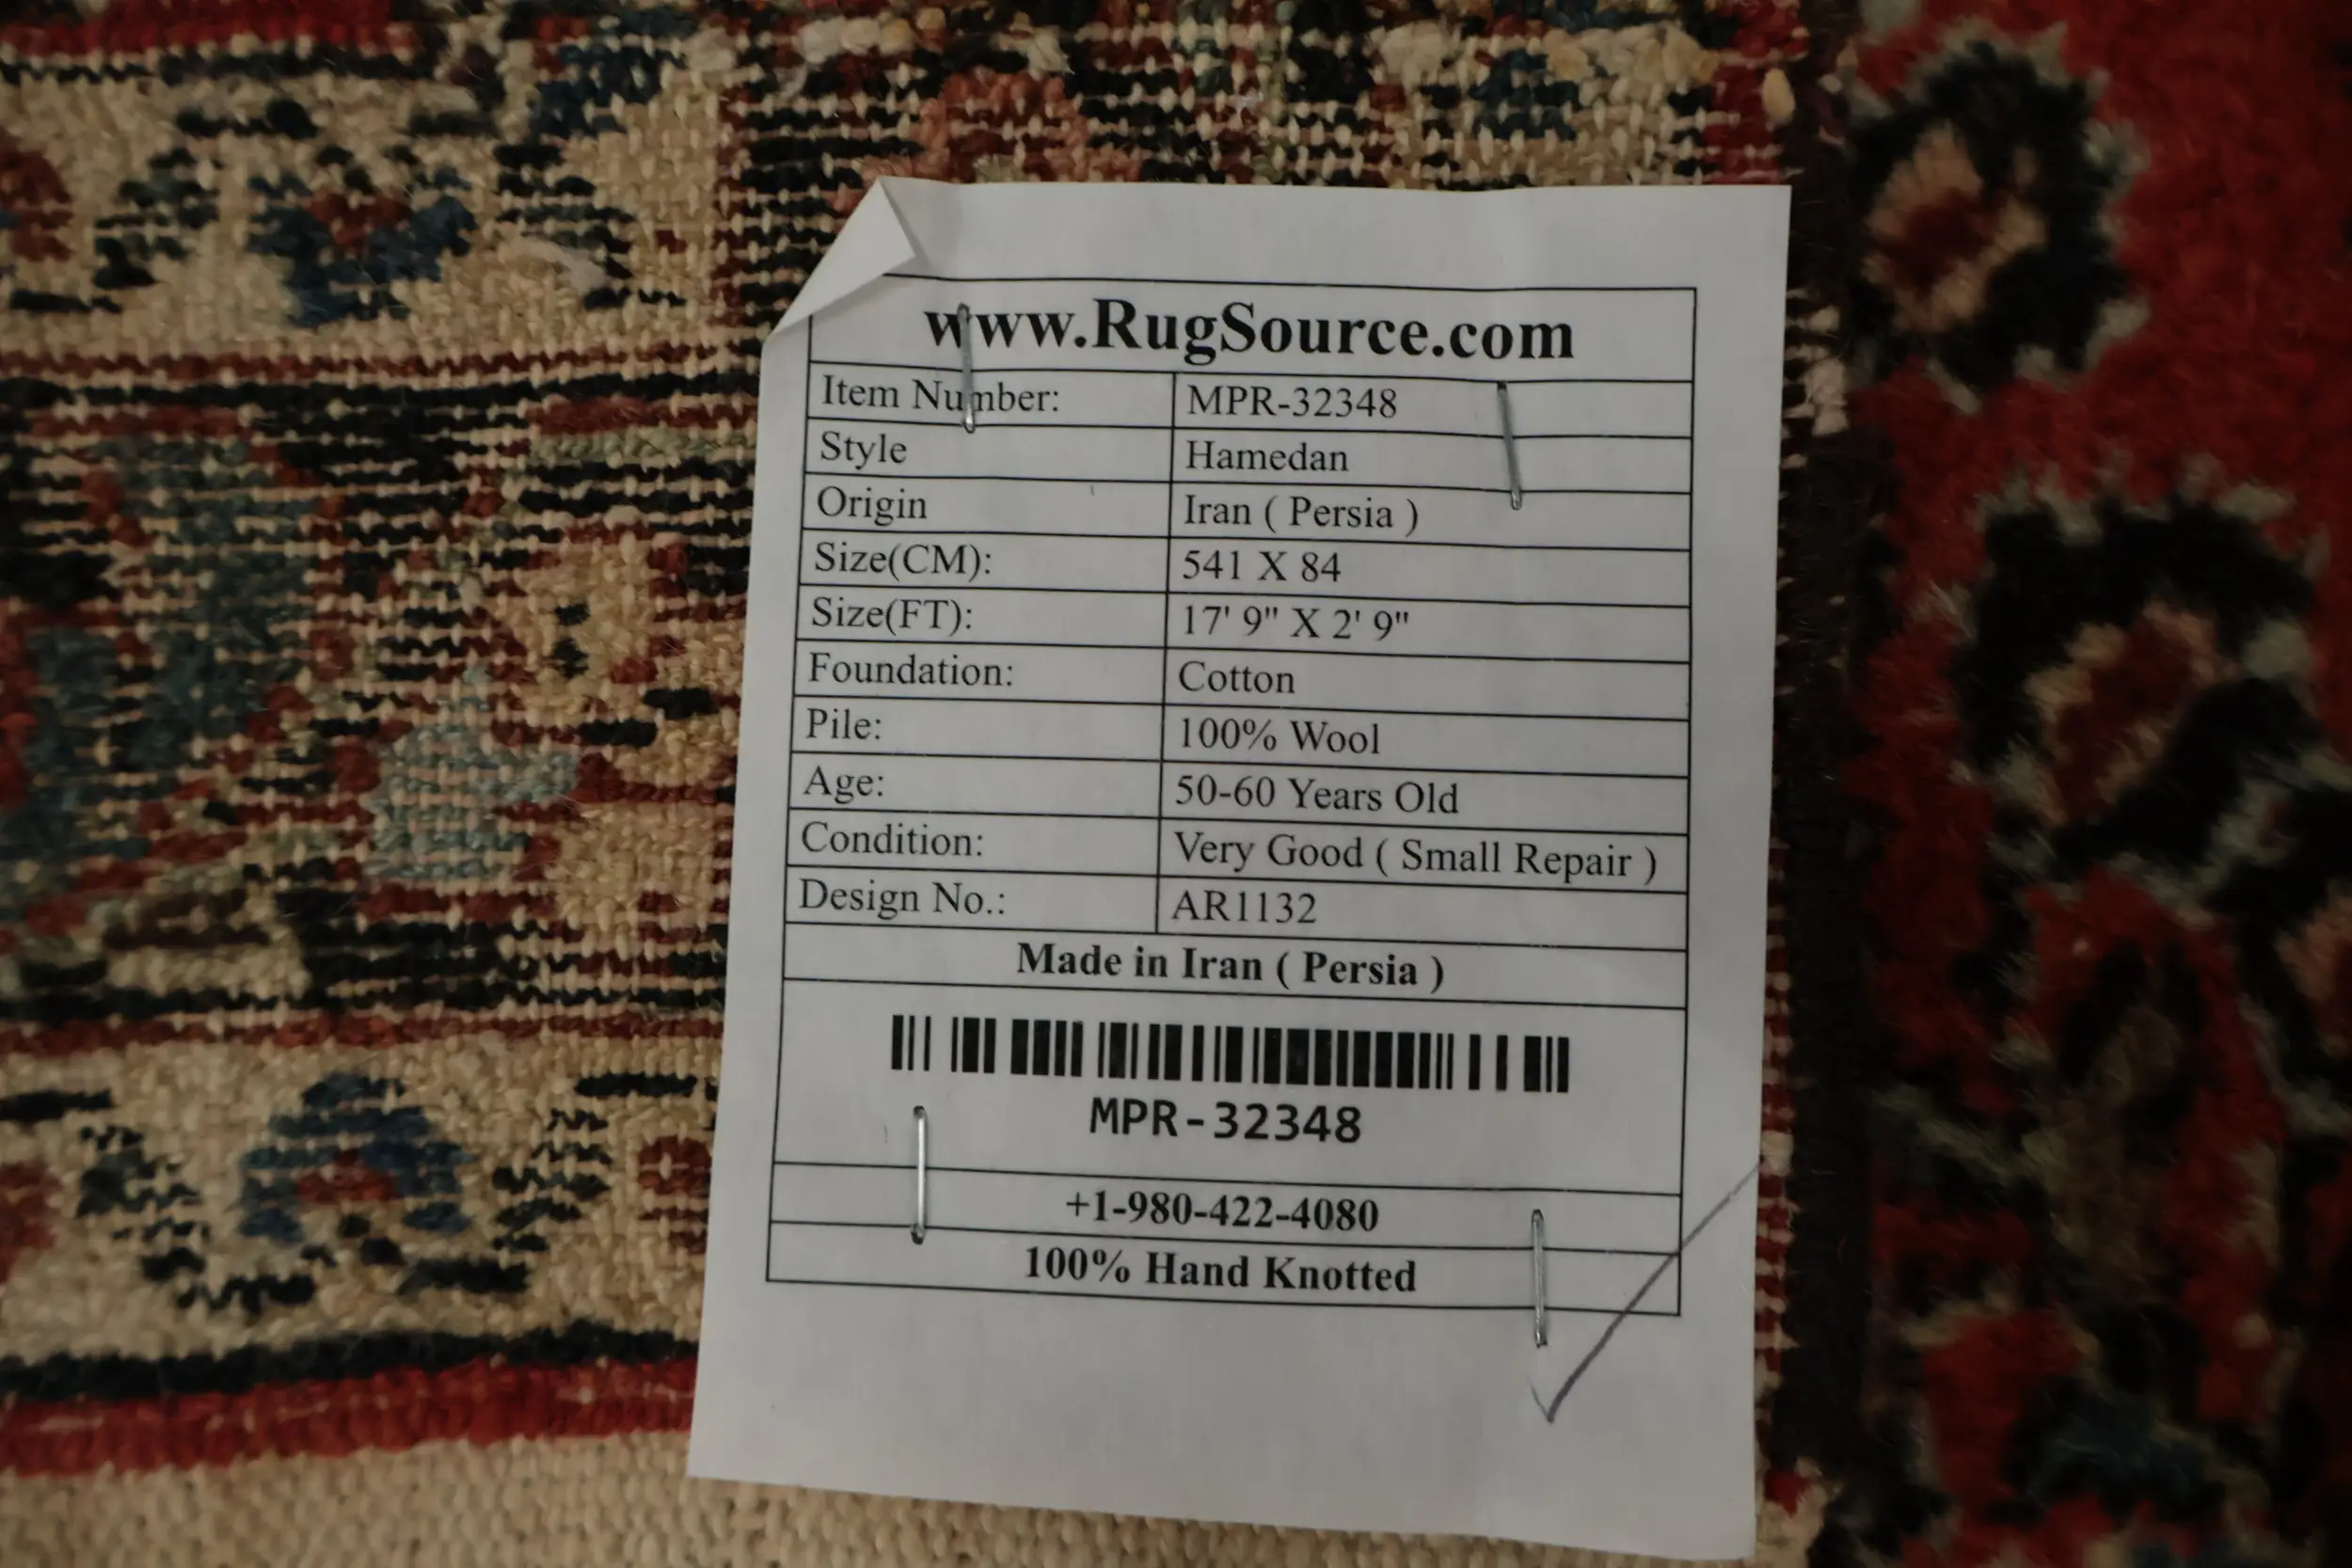 www.RugSource.com
Item Number: MPR-32348
Style Hamedan
Origin Iran ( Persia )
Size(CM): 541 X 84
Size(FT): 17' 9" X 2' 9"
Foundation: Cotton
Pile: 100% Wool
Age: 50-60 Years Old
Condition: Very Good ( Small Repair )
Design No.: AR1132
Made in Iran ( Persia )
MPR-32348
+1-980-422-4080
100% Hand Knotted